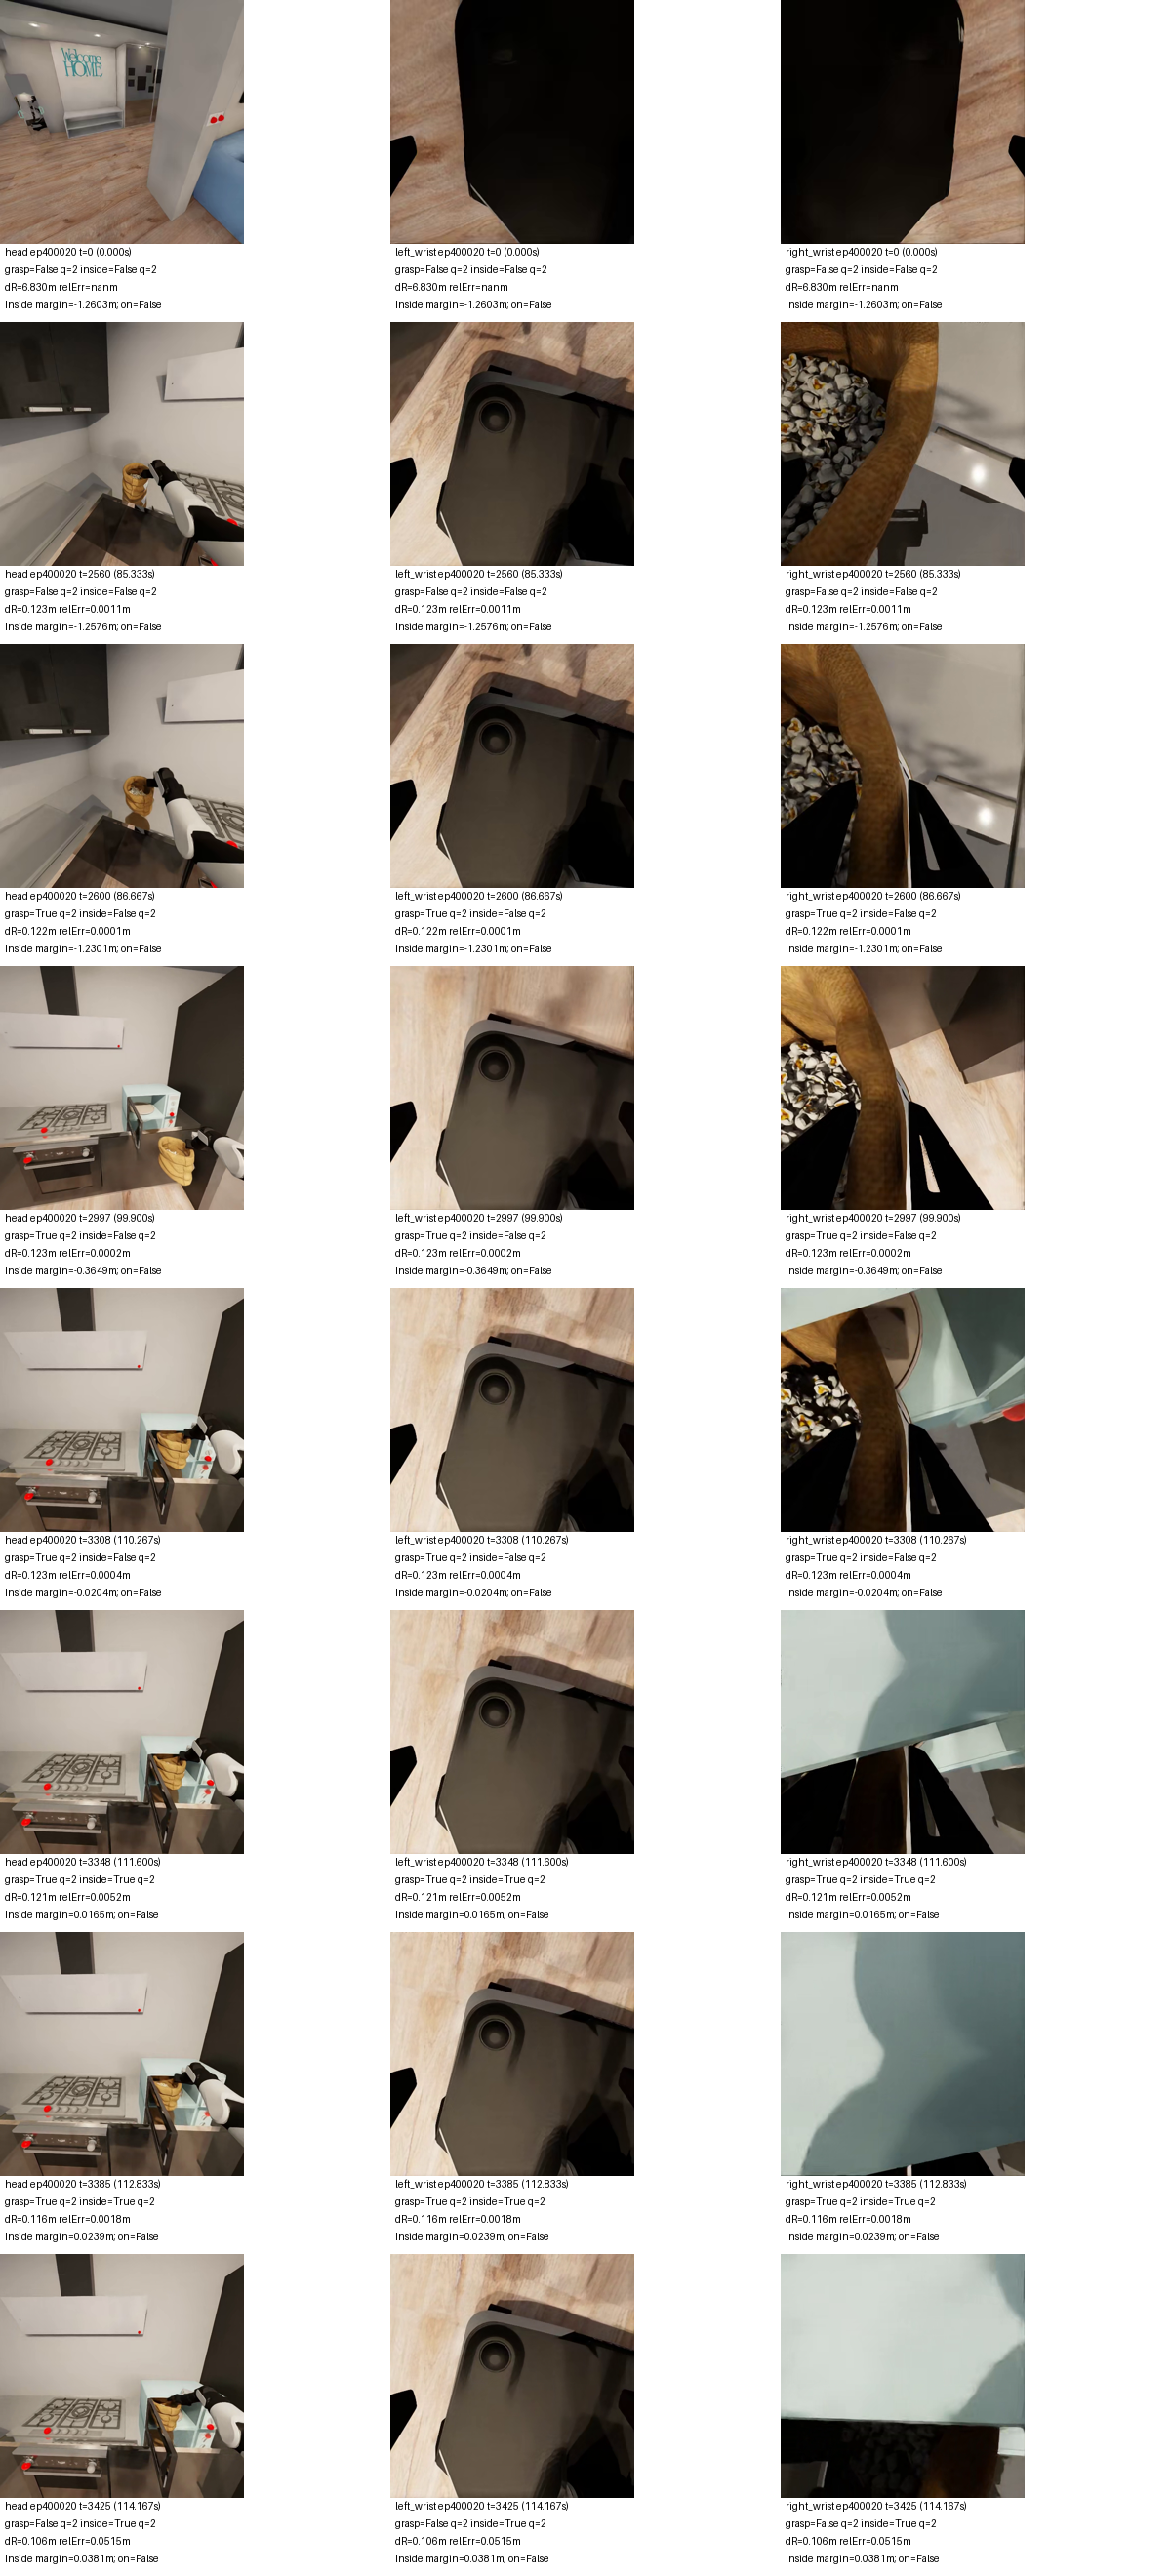 Welcome
HOME
head ep400020 t=0 (0.000s)
grasp=False q=2 inside=False q=2
dR=6.830m relErr=nanm
Inside margin=-1.2603m; on=False
left_wrist ep400020 t=0 (0.000s)
grasp=False q=2 inside=False q=2
dR=6.830m relErr=nanm
Inside margin=-1.2603m; on=False
right_wrist ep400020 t=0 (0.000s)
grasp=False q=2 inside=False q=2
dR=6.830m relErr=nanm
Inside margin=-1.2603m; on=False
head ep400020 t=2560 (85.333s)
grasp=False q=2 inside=False q=2
dR=0.123m relErr=0.0011m
Inside margin=-1.2576m; on=False
left_wrist ep400020 t=2560 (85.333s)
grasp=False q=2 inside=False q=2
dR=0.123m relErr=0.0011m
Inside margin=-1.2576m; on=False
right_wrist ep400020 t=2560 (85.333s)
grasp=False q=2 inside=False q=2
dR=0.123m relErr=0.0011m
Inside margin=-1.2576m; on=False
head ep400020 t=2600 (86.667s)
grasp=True q=2 inside=False q=2
dR=0.122m relErr=0.0001m
Inside margin=-1.2301m; on=False
left_wrist ep400020 t=2600 (86.667s)
grasp=True q=2 inside=False q=2
dR=0.122m relErr=0.0001m
Inside margin=-1.2301m; on=False
right_wrist ep400020 t=2600 (86.667s)
grasp=True q=2 inside=False q=2
dR=0.122m relErr=0.0001m
Inside margin=-1.2301m; on=False
head ep400020 t=2997 (99.900s)
grasp=True q=2 inside=False q=2
dR=0.123m relErr=0.0002m
Inside margin=-0.3649m; on=False
left_wrist ep400020 t=2997 (99.900s)
grasp=True q=2 inside=False q=2
dR=0.123m relErr=0.0002m
Inside margin=-0.3649m; on=False
right_wrist ep400020 t=2997 (99.900s)
grasp=True q=2 inside=False q=2
dR=0.123m relErr=0.0002m
Inside margin=-0.3649m; on=False
head ep400020 t=3308 (110.267s)
grasp=True q=2 inside=False q=2
dR=0.123m relErr=0.0004m
Inside margin=-0.0204m; on=False
left_wrist ep400020 t=3308 (110.267s)
grasp=True q=2 inside=False q=2
dR=0.123m relErr=0.0004m
Inside margin=-0.0204m; on=False
right_wrist ep400020 t=3308 (110.267s)
grasp=True q=2 inside=False q=2
dR=0.123m relErr=0.0004m
Inside margin=-0.0204m; on=False
head ep400020 t=3348 (111.600s)
grasp=True q=2 inside=True q=2
dR=0.121m relErr=0.0052m
Inside margin=0.0165m; on=False
left_wrist ep400020 t=3348 (111.600s)
grasp=True q=2 inside=True q=2
dR=0.121m relErr=0.0052m
Inside margin=0.0165m; on=False
right_wrist ep400020 t=3348 (111.600s)
grasp=True q=2 inside=True q=2
dR=0.121m relErr=0.0052m
Inside margin=0.0165m; on=False
head ep400020 t=3385 (112.833s)
grasp=True q=2 inside=True q=2
dR=0.116m relErr=0.0018m
Inside margin=0.0239m; on=False
left_wrist ep400020 t=3385 (112.833s)
grasp=True q=2 inside=True q=2
dR=0.116m relErr=0.0018m
Inside margin=0.0239m; on=False
right_wrist ep400020 t=3385 (112.833s)
grasp=True q=2 inside=True q=2
dR=0.116m relErr=0.0018m
Inside margin=0.0239m; on=False
head ep400020 t=3425 (114.167s)
grasp=False q=2 inside=True q=2
dR=0.106m relErr=0.0515m
Inside margin=0.0381m; on=False
left_wrist ep400020 t=3425 (114.167s)
grasp=False q=2 inside=True q=2
dR=0.106m relErr=0.0515m
Inside margin=0.0381m; on=False
right_wrist ep400020 t=3425 (114.167s)
grasp=False q=2 inside=True q=2
dR=0.106m relErr=0.0515m
Inside margin=0.0381m; on=False